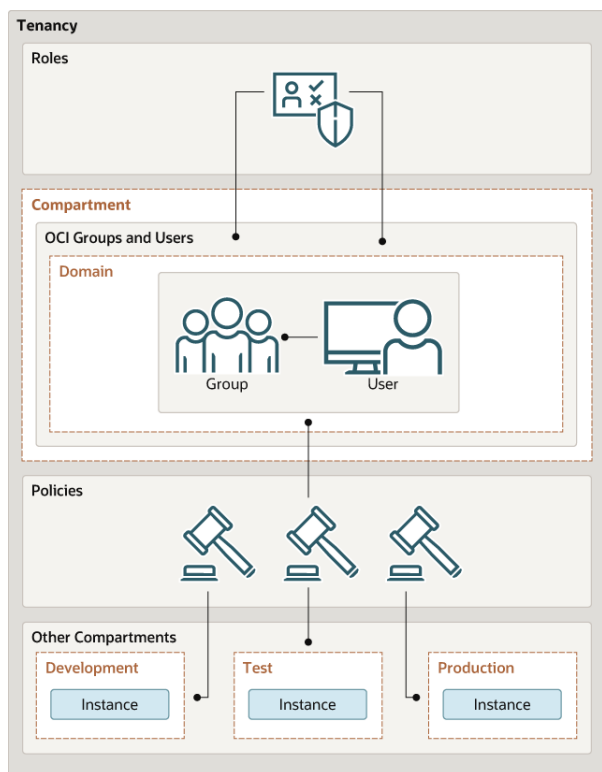 Tenancy
Roles
Compartment
OCI Groups and Users
Domain
Group
User
Policies
Other Compartments
Development
Test
Production
Instance
Instance
Instance